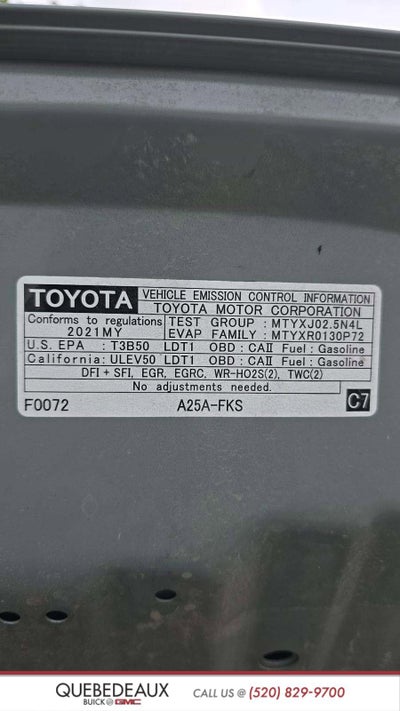 TOYOTA VEHICLE EMISSION CONTROL INFORMATION
TOYOTA MOTOR CORPORATION
Conforms to regulations TEST GROUP : MTYXJ02.5N4L
2021MY EVAP FAMILY : MTYXR0130P72
U.S. EPA : T3B50 LDT1 OBD : CAII Fuel : Gasoline
California: ULEV50 LDT1 OBD : CAII Fuel : Gasoline
DFI + SFI, EGR, EGRC, WR-HO2S(2), TWC(2)
No adjustments needed.
F0072 A25A-FKS C7
QUEBEDEAUX CALL US @ (520) 829-9700
BUICK GMC